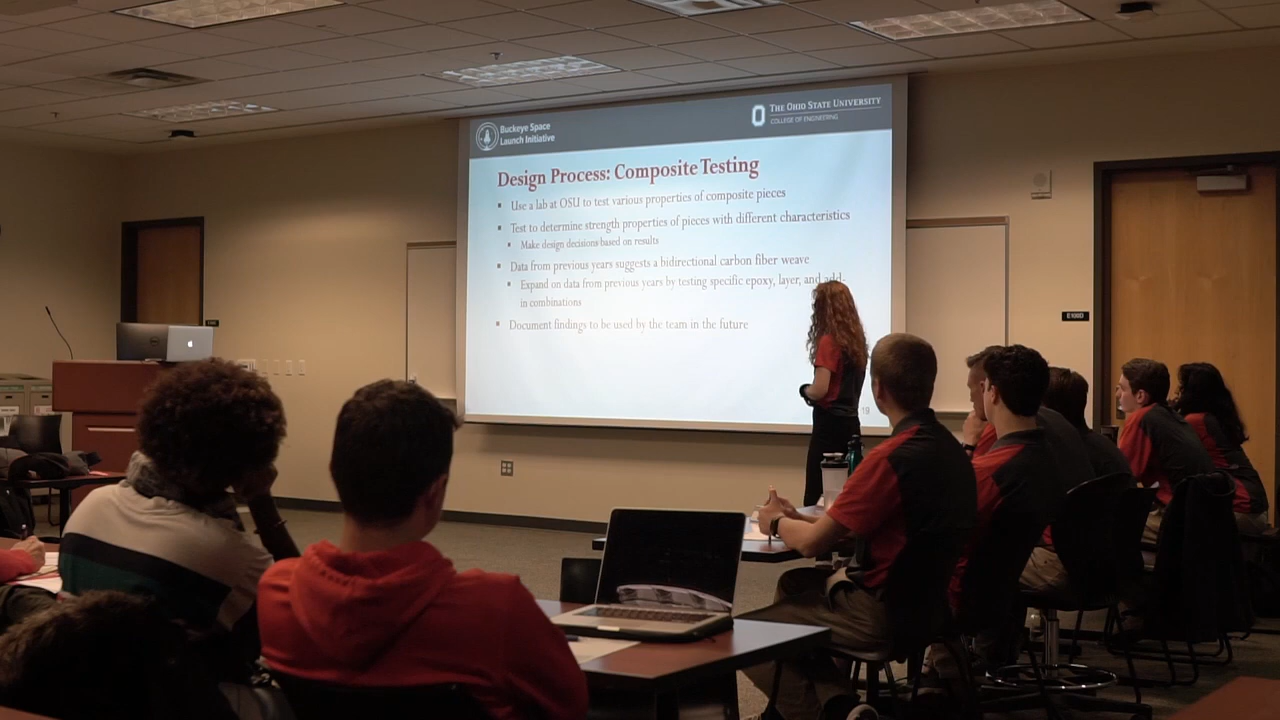 Buckeye Space
Launch Initiative
THE OHIO STATE UNIVERSITY
COLLEGE OF ENGINEERING
Design Process: Composite Testing
Use a lab at OSU to test various properties of composite pieces
Test to determine strength properties of pieces with different characteristics
Make design decisions based on results
Data from previous years suggests a bidirectional carbon fiber weave
Expand on data from previous years by testing specific epoxy, layer, and add-
in combinations
Document findings to be used by the team in the future
19